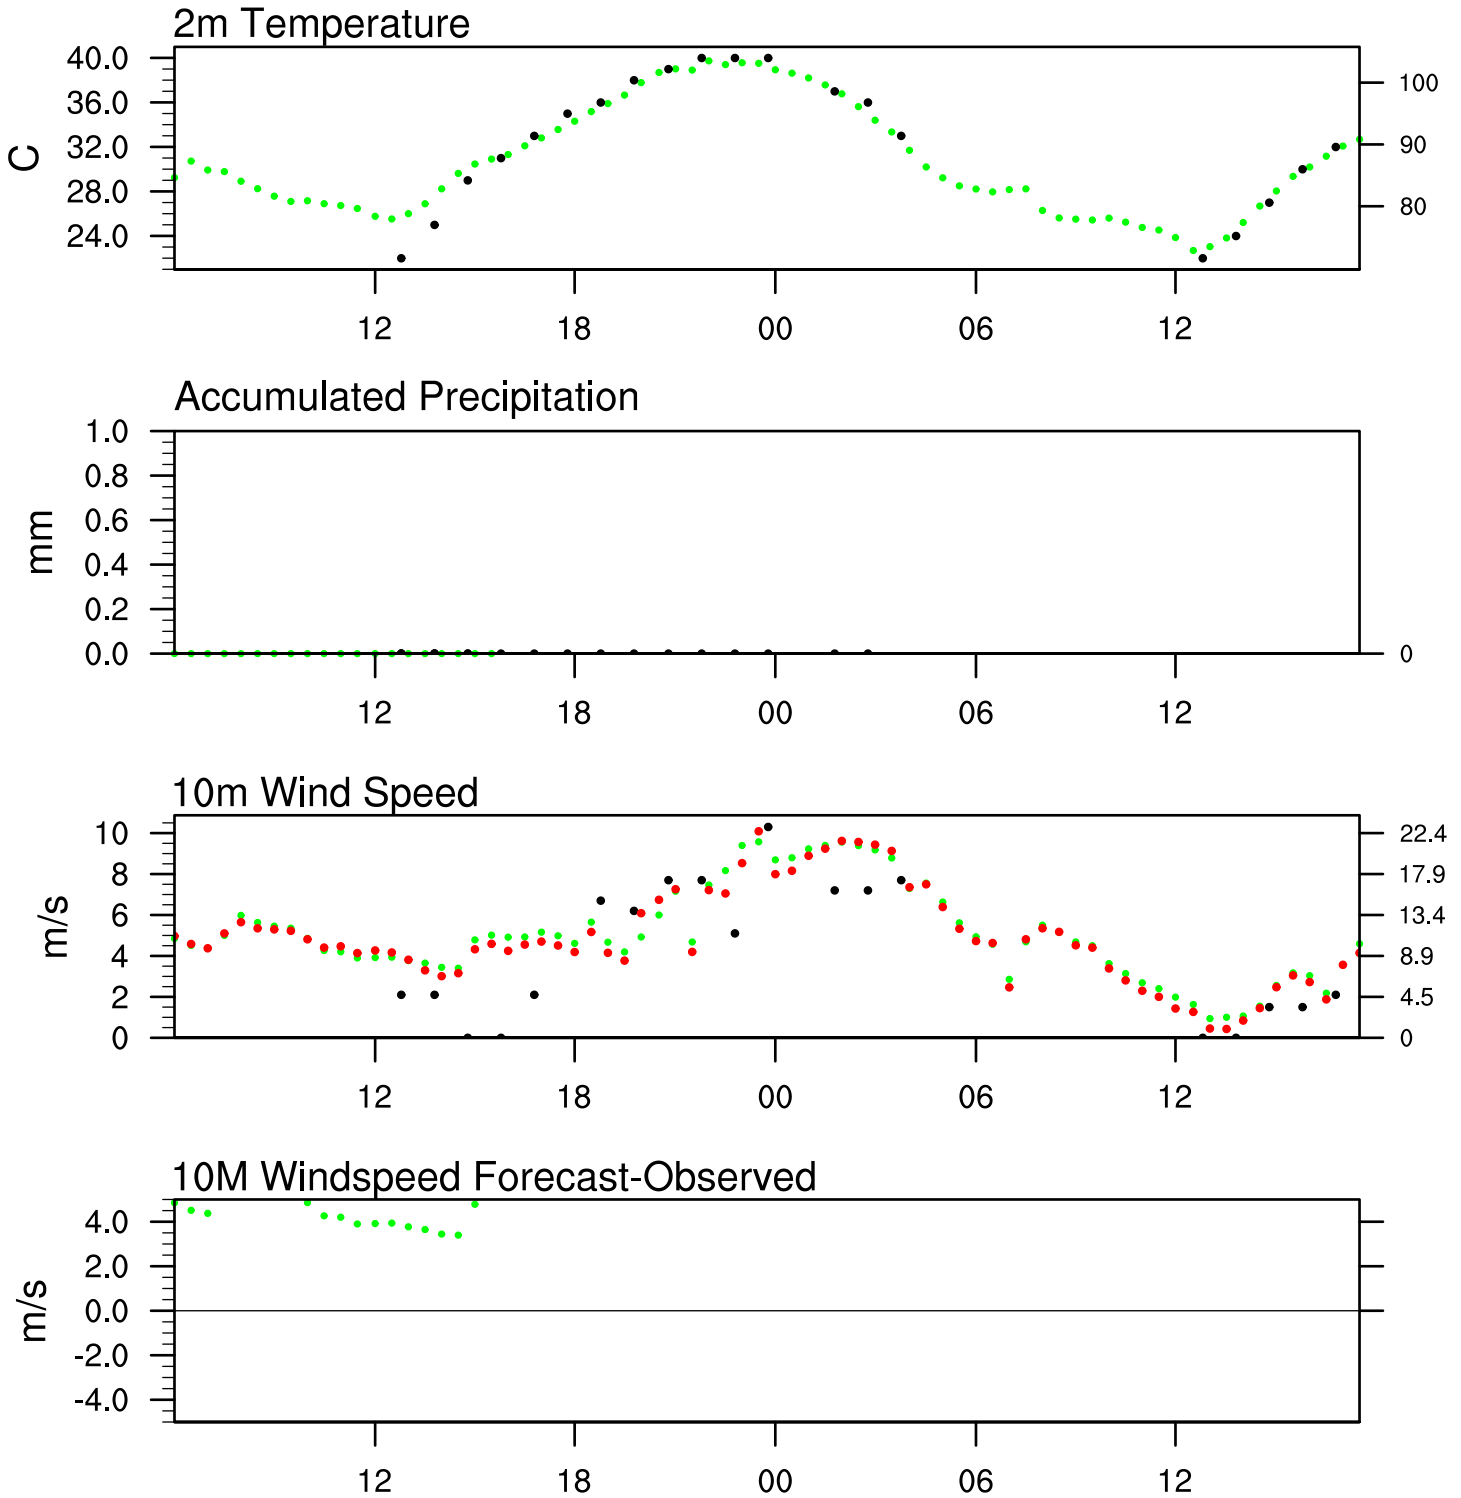 2m Temperature
40.0
36.0
32.0
28.0
24.0
C
100
90
80
12 18 00 06 12
Accumulated Precipitation
1.0
0.8
0.6
0.4
0.2
0.0
mm
0
12 18 00 06 12
10m Wind Speed
10
8
6
4
2
0
m/s
22.4
17.9
13.4
8.9
4.5
0
12 18 00 06 12
10M Windspeed Forecast-Observed
4.0
2.0
0.0
-2.0
-4.0
m/s
12 18 00 06 12